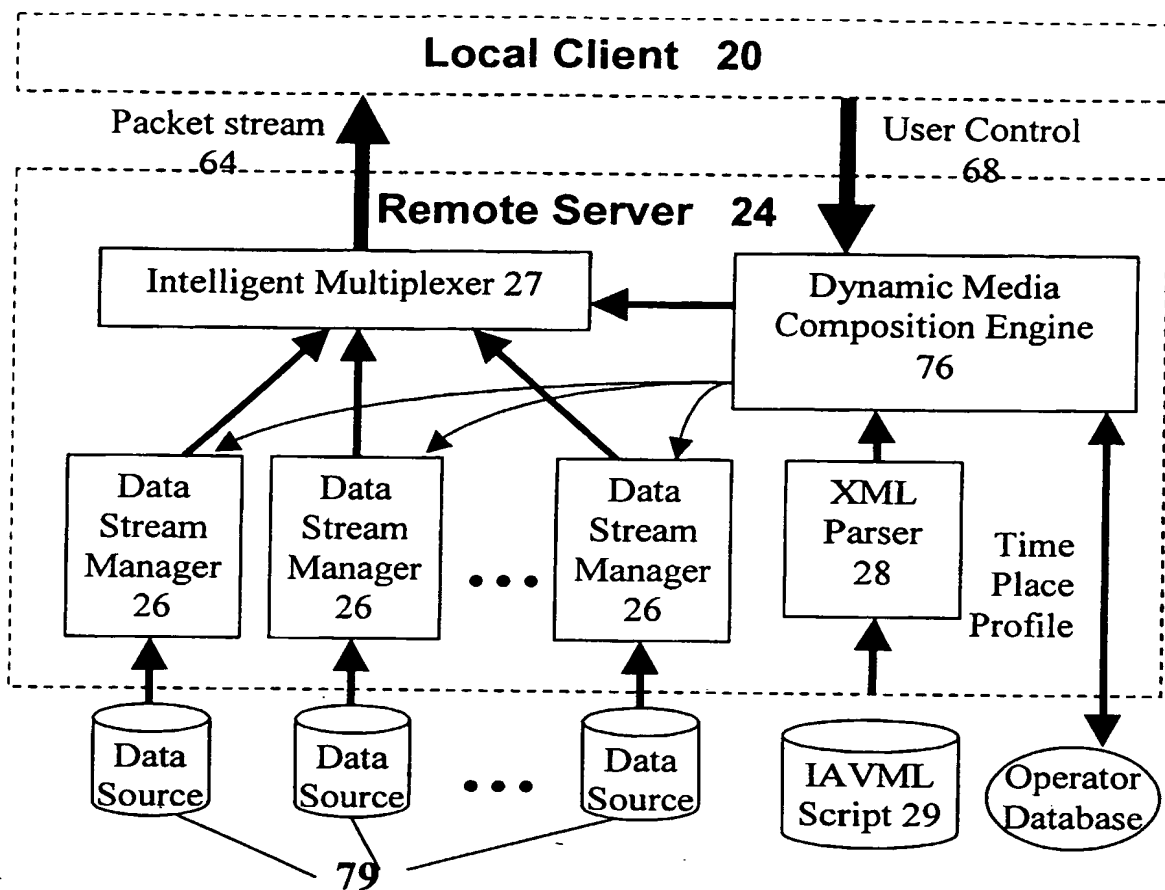 Local Client 20
Packet stream
64
User Control
68
Remote Server 24
Intelligent Multiplexer 27
Dynamic Media
Composition Engine
76
Data
Stream
Manager
26
Data
Stream
Manager
26
Data
Stream
Manager
26
XML
Parser
28
Time
Place
Profile
Data
Source
Data
Source
Data
Source
IAVML
Script 29
Operator
Database
79